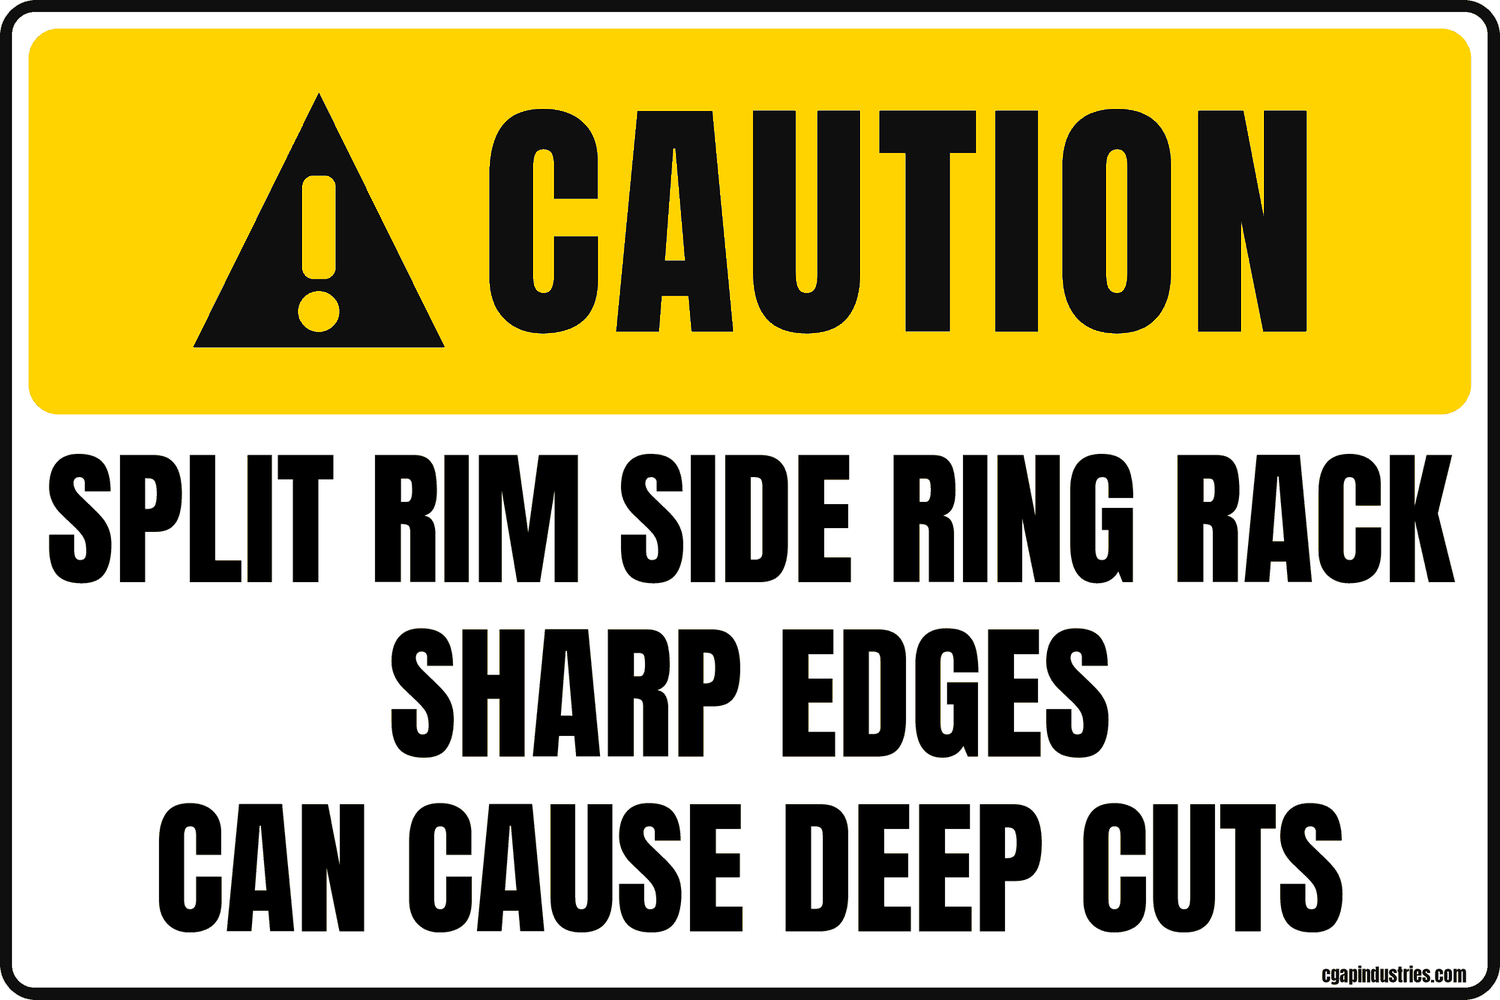 CAUTION
SPLIT RIM SIDE RING RACK
SHARP EDGES
CAN CAUSE DEEP CUTS
cgapindustries.com